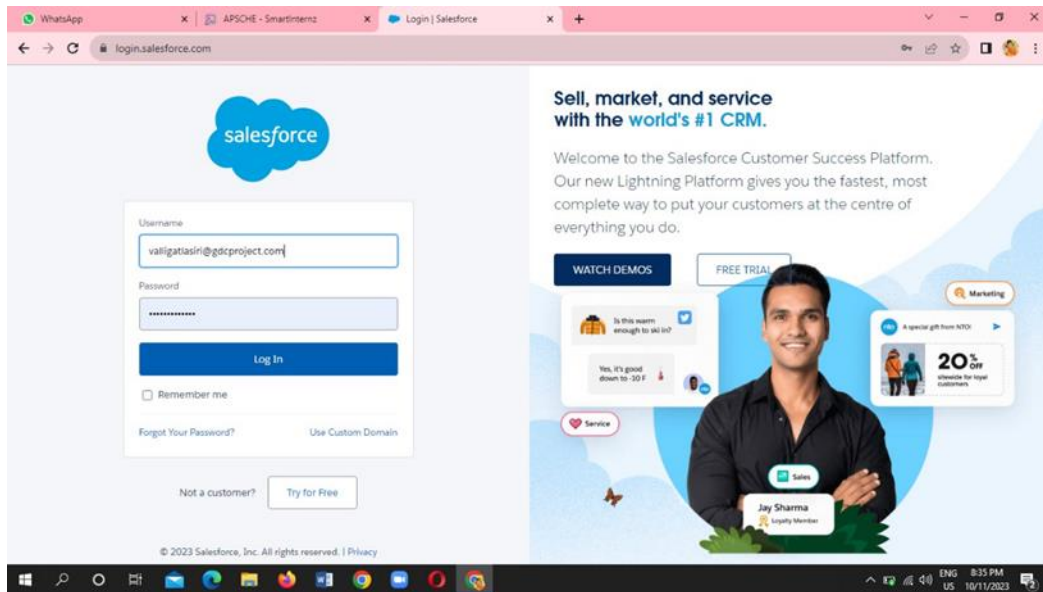 WhatsApp
APSCHE - Smartinternz
Login | Salesforce
login.salesforce.com
salesforce
Username
valligatlasiri@gdcproject.com
Password
Log In
Remember me
Forgot Your Password? Use Custom Domain
Not a customer? Try for Free
© 2023 Salesforce, Inc. All rights reserved. | Privacy
Sell, market, and service
with the world's #1 CRM.
Welcome to the Salesforce Customer Success Platform.
Our new Lightning Platform gives you the fastest, most
complete way to put your customers at the centre of
everything you do.
WATCH DEMOS FREE TRIAL
Marketing
Is this warm
enough to ski in?
Yes, it's good
down to -10 F
nto
Service
nto
A special gift from NTO!
20% OFF
sitewide for loyal
customers
Sales
Jay Sharma
Loyalty Member
ENG 8:35 PM
US 10/11/2023
2